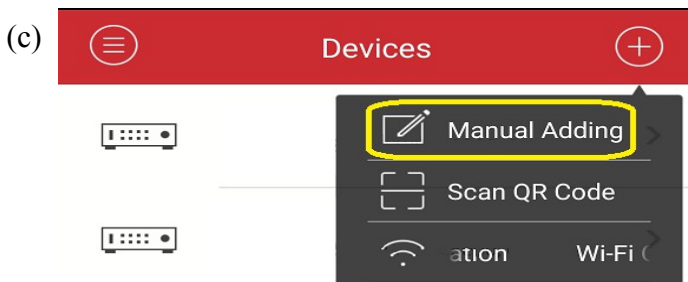 (c)
Devices
Manual Adding
Scan QR Code
ation Wi-Fi